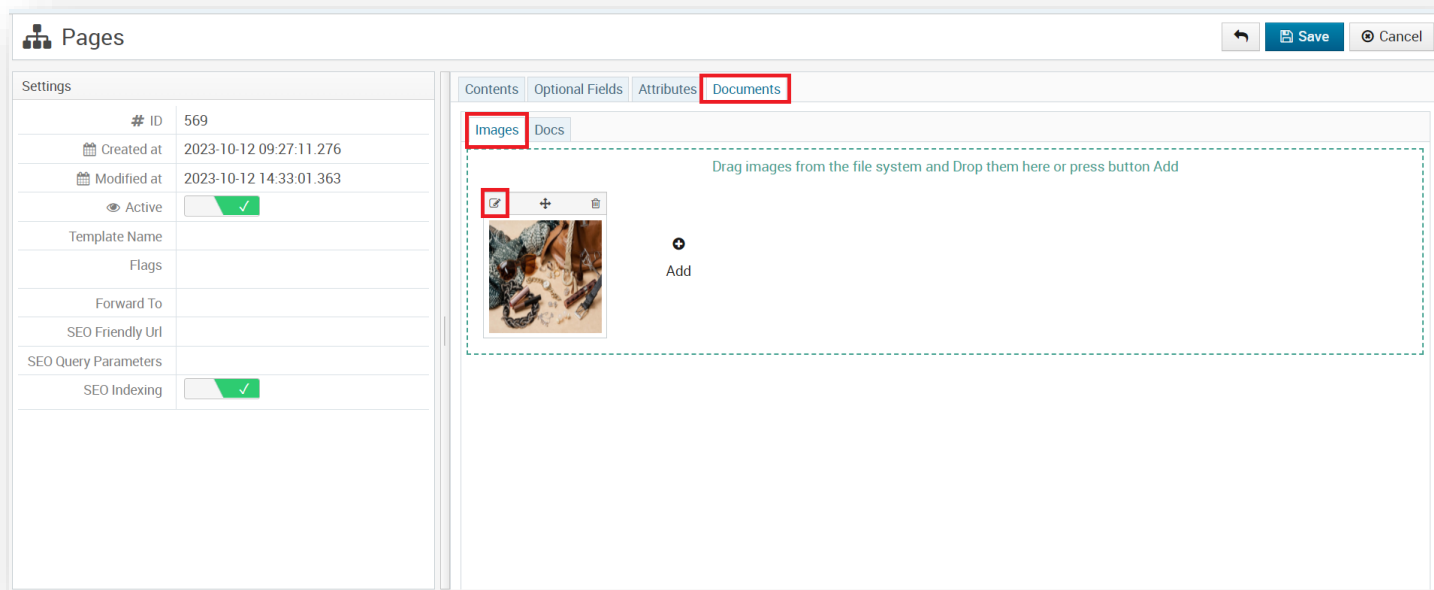 Pages
Save
Cancel
Settings
# ID 569
Created at 2023-10-12 09:27:11.276
Modified at 2023-10-12 14:33:01.363
Active
Template Name
Flags
Forward To
SEO Friendly Url
SEO Query Parameters
SEO Indexing
Contents Optional Fields Attributes Documents
Images Docs
Drag images from the file system and Drop them here or press button Add
Add